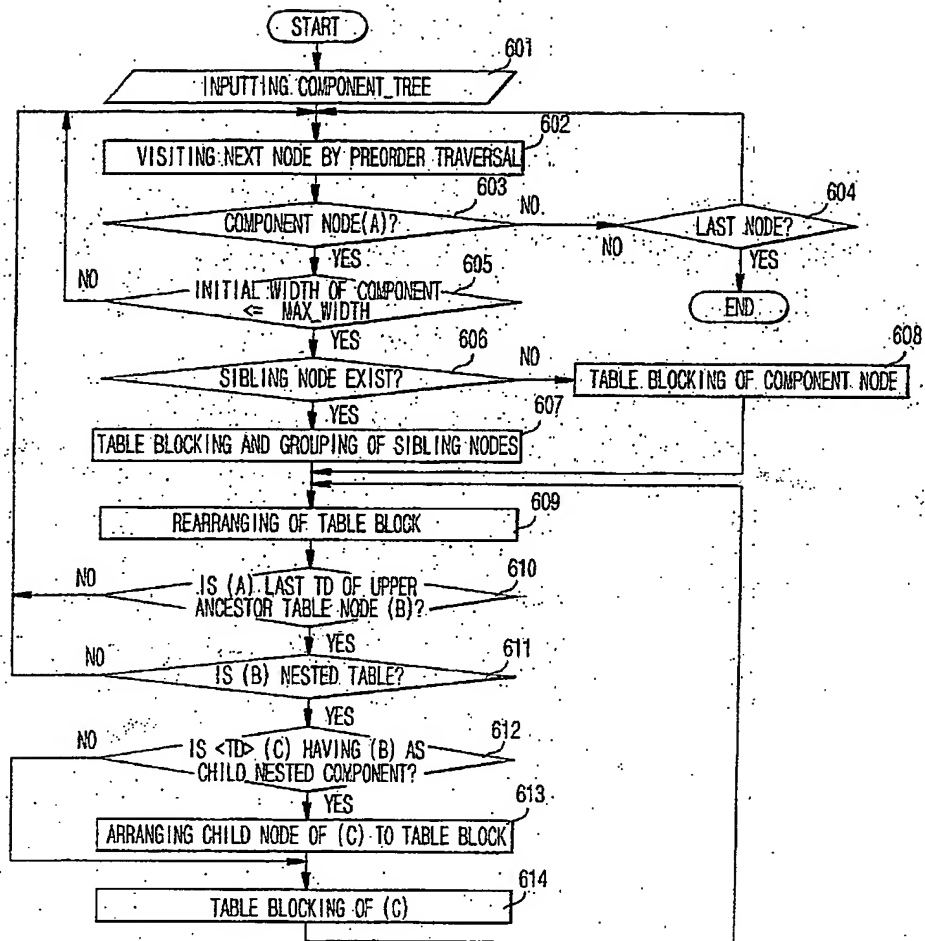 START
601
INPUTTING COMPONENT_TREE
602
VISITING NEXT NODE BY PREORDER TRAVERSAL
603
COMPONENT NODE(A)?
NO
604
LAST NODE?
NO
YES
YES
605
NO
INITIAL WIDTH OF COMPONENT
<= MAX_WIDTH
END
YES
606
608
SIBLING NODE EXIST?
NO
TABLE BLOCKING OF COMPONENT NODE
YES
607
TABLE BLOCKING AND GROUPING OF SIBLING NODES
609
REARRANGING OF TABLE BLOCK
610
NO
IS (A) LAST TD OF UPPER
ANCESTOR TABLE NODE (B)?
YES
611
NO
IS (B) NESTED TABLE?
YES
612
NO
IS <TD> (C) HAVING (B) AS
CHILD NESTED COMPONENT?
YES
613
ARRANGING CHILD NODE OF (C) TO TABLE BLOCK
614
TABLE BLOCKING OF (C)